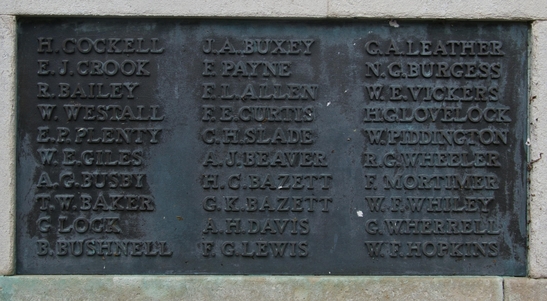 H. COCKELL
E. J. CROOK
R. BAILEY
W. WESTALL
E. P. PLENTY
W. E. GILES
A. G. BUSBY
T. W. BAKER
G. LOCK
B. BUSHNELL
J. A. BUXEY
F. PAYNE
F. L. ALLEN
F. E. CURTIS
C. H. SLADE
A. J. BEAVER
H. C. BAZETT
G. K. BAZETT
A. H. DAVIS
F. G. LEWIS
G. A. LEATHER
N. G. BURGESS
W. E. VICKERS
H. G. LOVELOCK
W. PIDDINGTON
R. G. WHEELER
F. MORTIMER
W. F. WHILEY
G. WHERRELL
W. F. HOPKINS